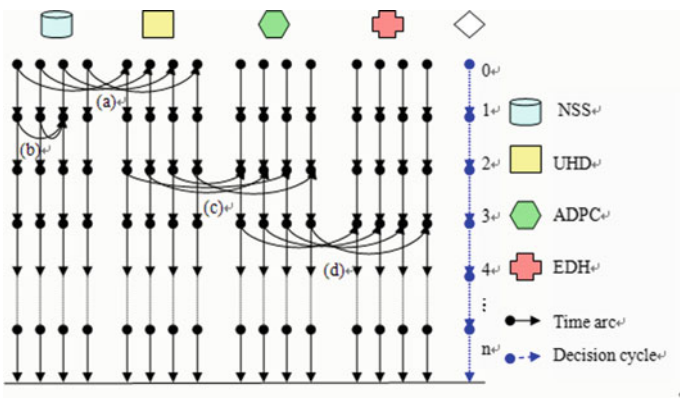 0↵
(a)↵
1↵
NSS↵
(b)↵
2↵
UHD↵
(c)↵
3↵
ADPC↵
(d)↵
4↵
EDH↵
⋮
Time arc↵
n↵
Decision cycle↵